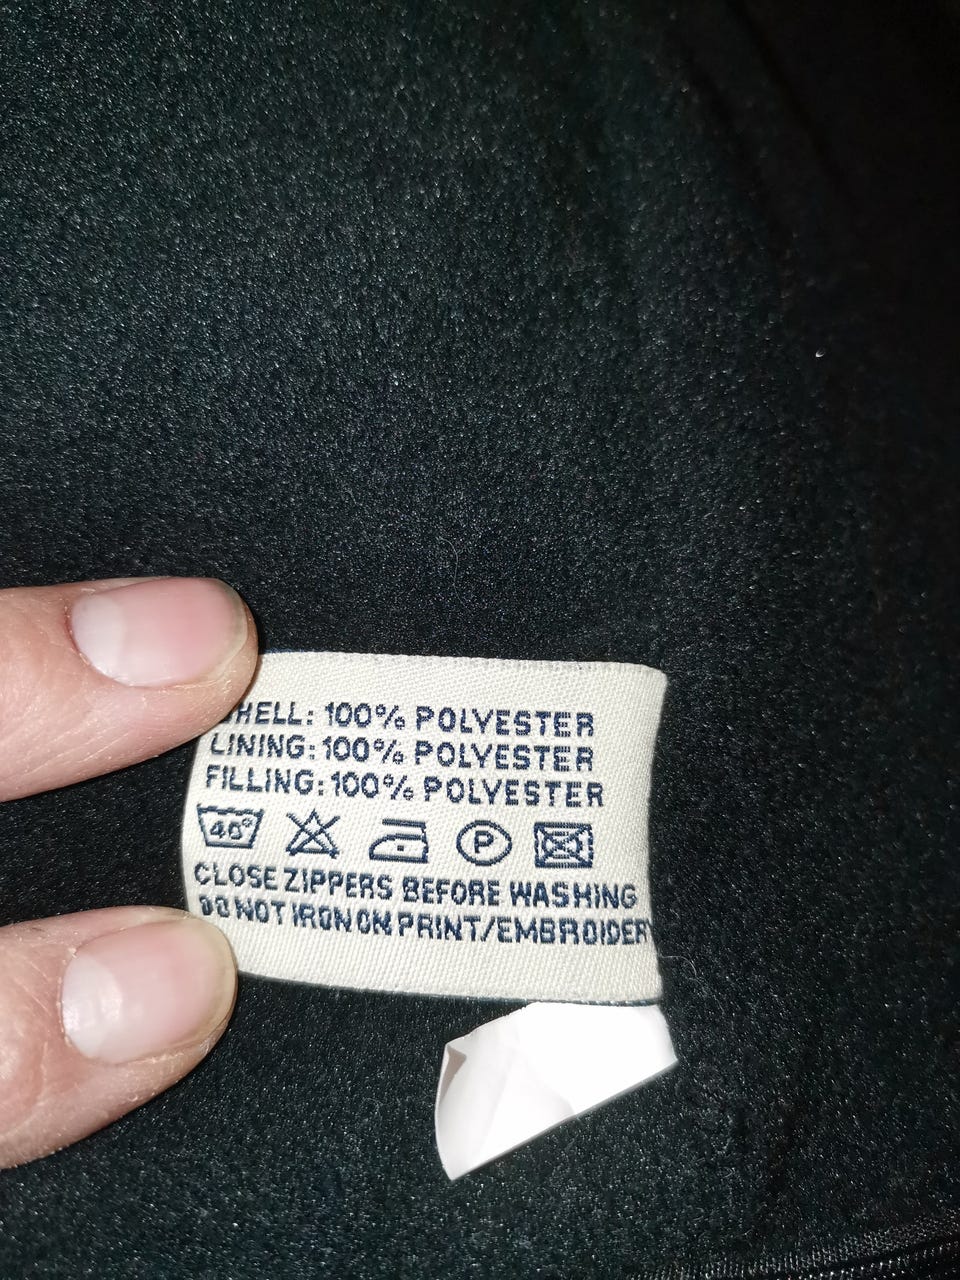 SHELL: 100% POLYESTER
LINING: 100% POLYESTER
FILLING: 100% POLYESTER
40° P
CLOSE ZIPPERS BEFORE WASHING
DO NOT IRON ON PRINT/EMBROIDERY